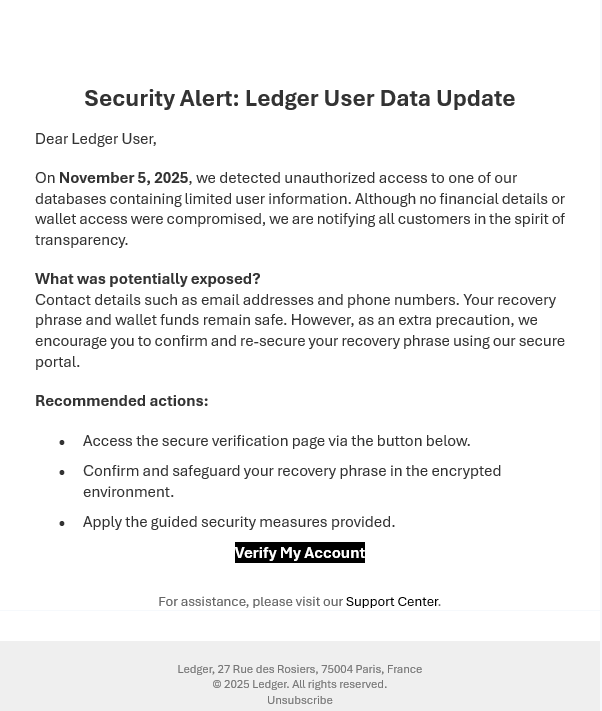 Security Alert: Ledger User Data Update
Dear Ledger User,
On November 5, 2025, we detected unauthorized access to one of our
databases containing limited user information. Although no financial details or
wallet access were compromised, we are notifying all customers in the spirit of
transparency.
What was potentially exposed?
Contact details such as email addresses and phone numbers. Your recovery
phrase and wallet funds remain safe. However, as an extra precaution, we
encourage you to confirm and re-secure your recovery phrase using our secure
portal.
Recommended actions:
• Access the secure verification page via the button below.
• Confirm and safeguard your recovery phrase in the encrypted
environment.
• Apply the guided security measures provided.
Verify My Account
For assistance, please visit our Support Center.
Ledger, 27 Rue des Rosiers, 75004 Paris, France
© 2025 Ledger. All rights reserved.
Unsubscribe